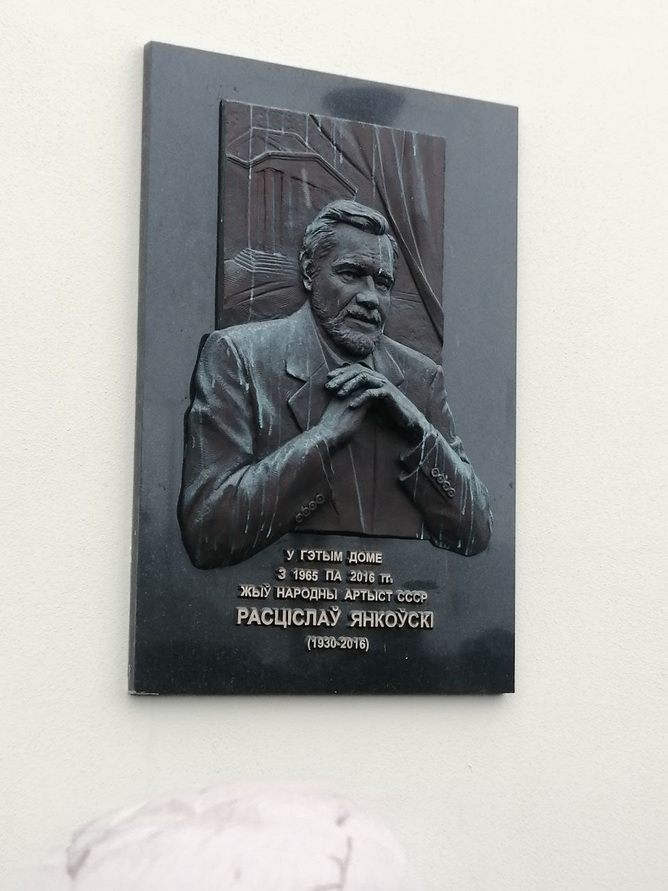 У ГЭТЫМ ДОМЕ
З 1965 ПА 2016 гг.
ЖЫЎ НАРОДНЫ АРТЫСТ СССР
РАСЦІСЛАЎ ЯНКОЎСКІ
(1930-2016)